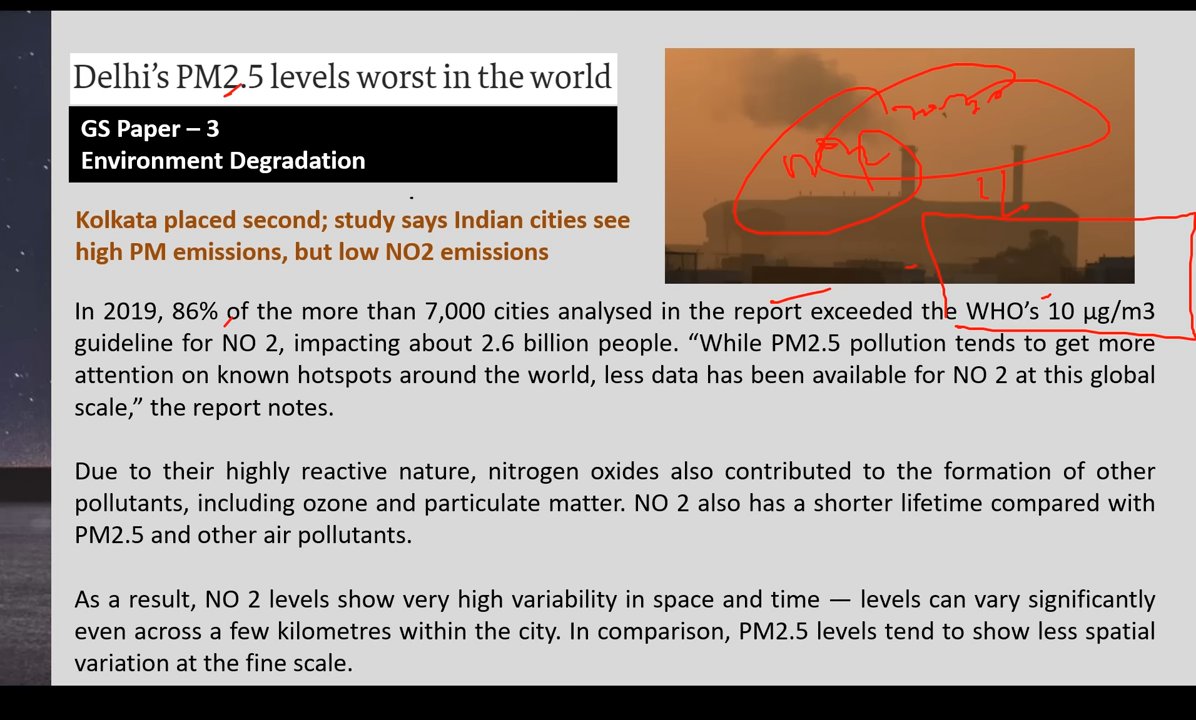 Delhi's PM2.5 levels worst in the world
GS Paper – 3
Environment Degradation
Kolkata placed second; study says Indian cities see
high PM emissions, but low NO2 emissions
In 2019, 86% of the more than 7,000 cities analysed in the report exceeded the WHO's 10 µg/m3
guideline for NO 2, impacting about 2.6 billion people. “While PM2.5 pollution tends to get more
attention on known hotspots around the world, less data has been available for NO 2 at this global
scale,” the report notes.
Due to their highly reactive nature, nitrogen oxides also contributed to the formation of other
pollutants, including ozone and particulate matter. NO 2 also has a shorter lifetime compared with
PM2.5 and other air pollutants.
As a result, NO 2 levels show very high variability in space and time — levels can vary significantly
even across a few kilometres within the city. In comparison, PM2.5 levels tend to show less spatial
variation at the fine scale.